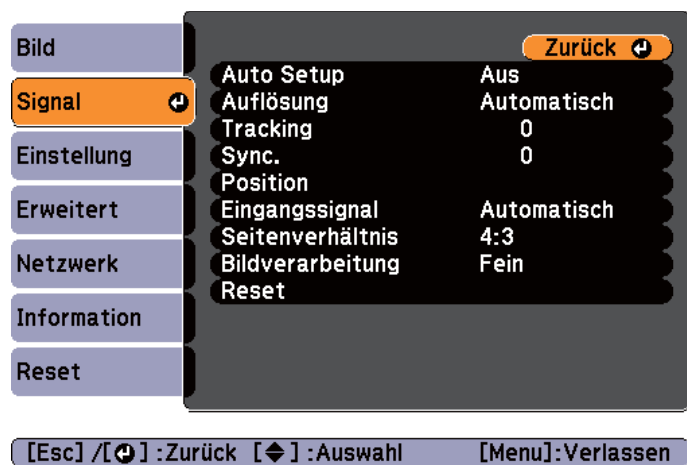 Bild
Signal
Einstellung
Erweitert
Netzwerk
Information
Reset
Zurück
Auto Setup Aus
Auflösung Automatisch
Tracking 0
Sync. 0
Position
Eingangssignal Automatisch
Seitenverhältnis 4:3
Bildverarbeitung Fein
Reset
[Esc] /[⏎] :Zurück [◆] :Auswahl [Menu]:Verlassen